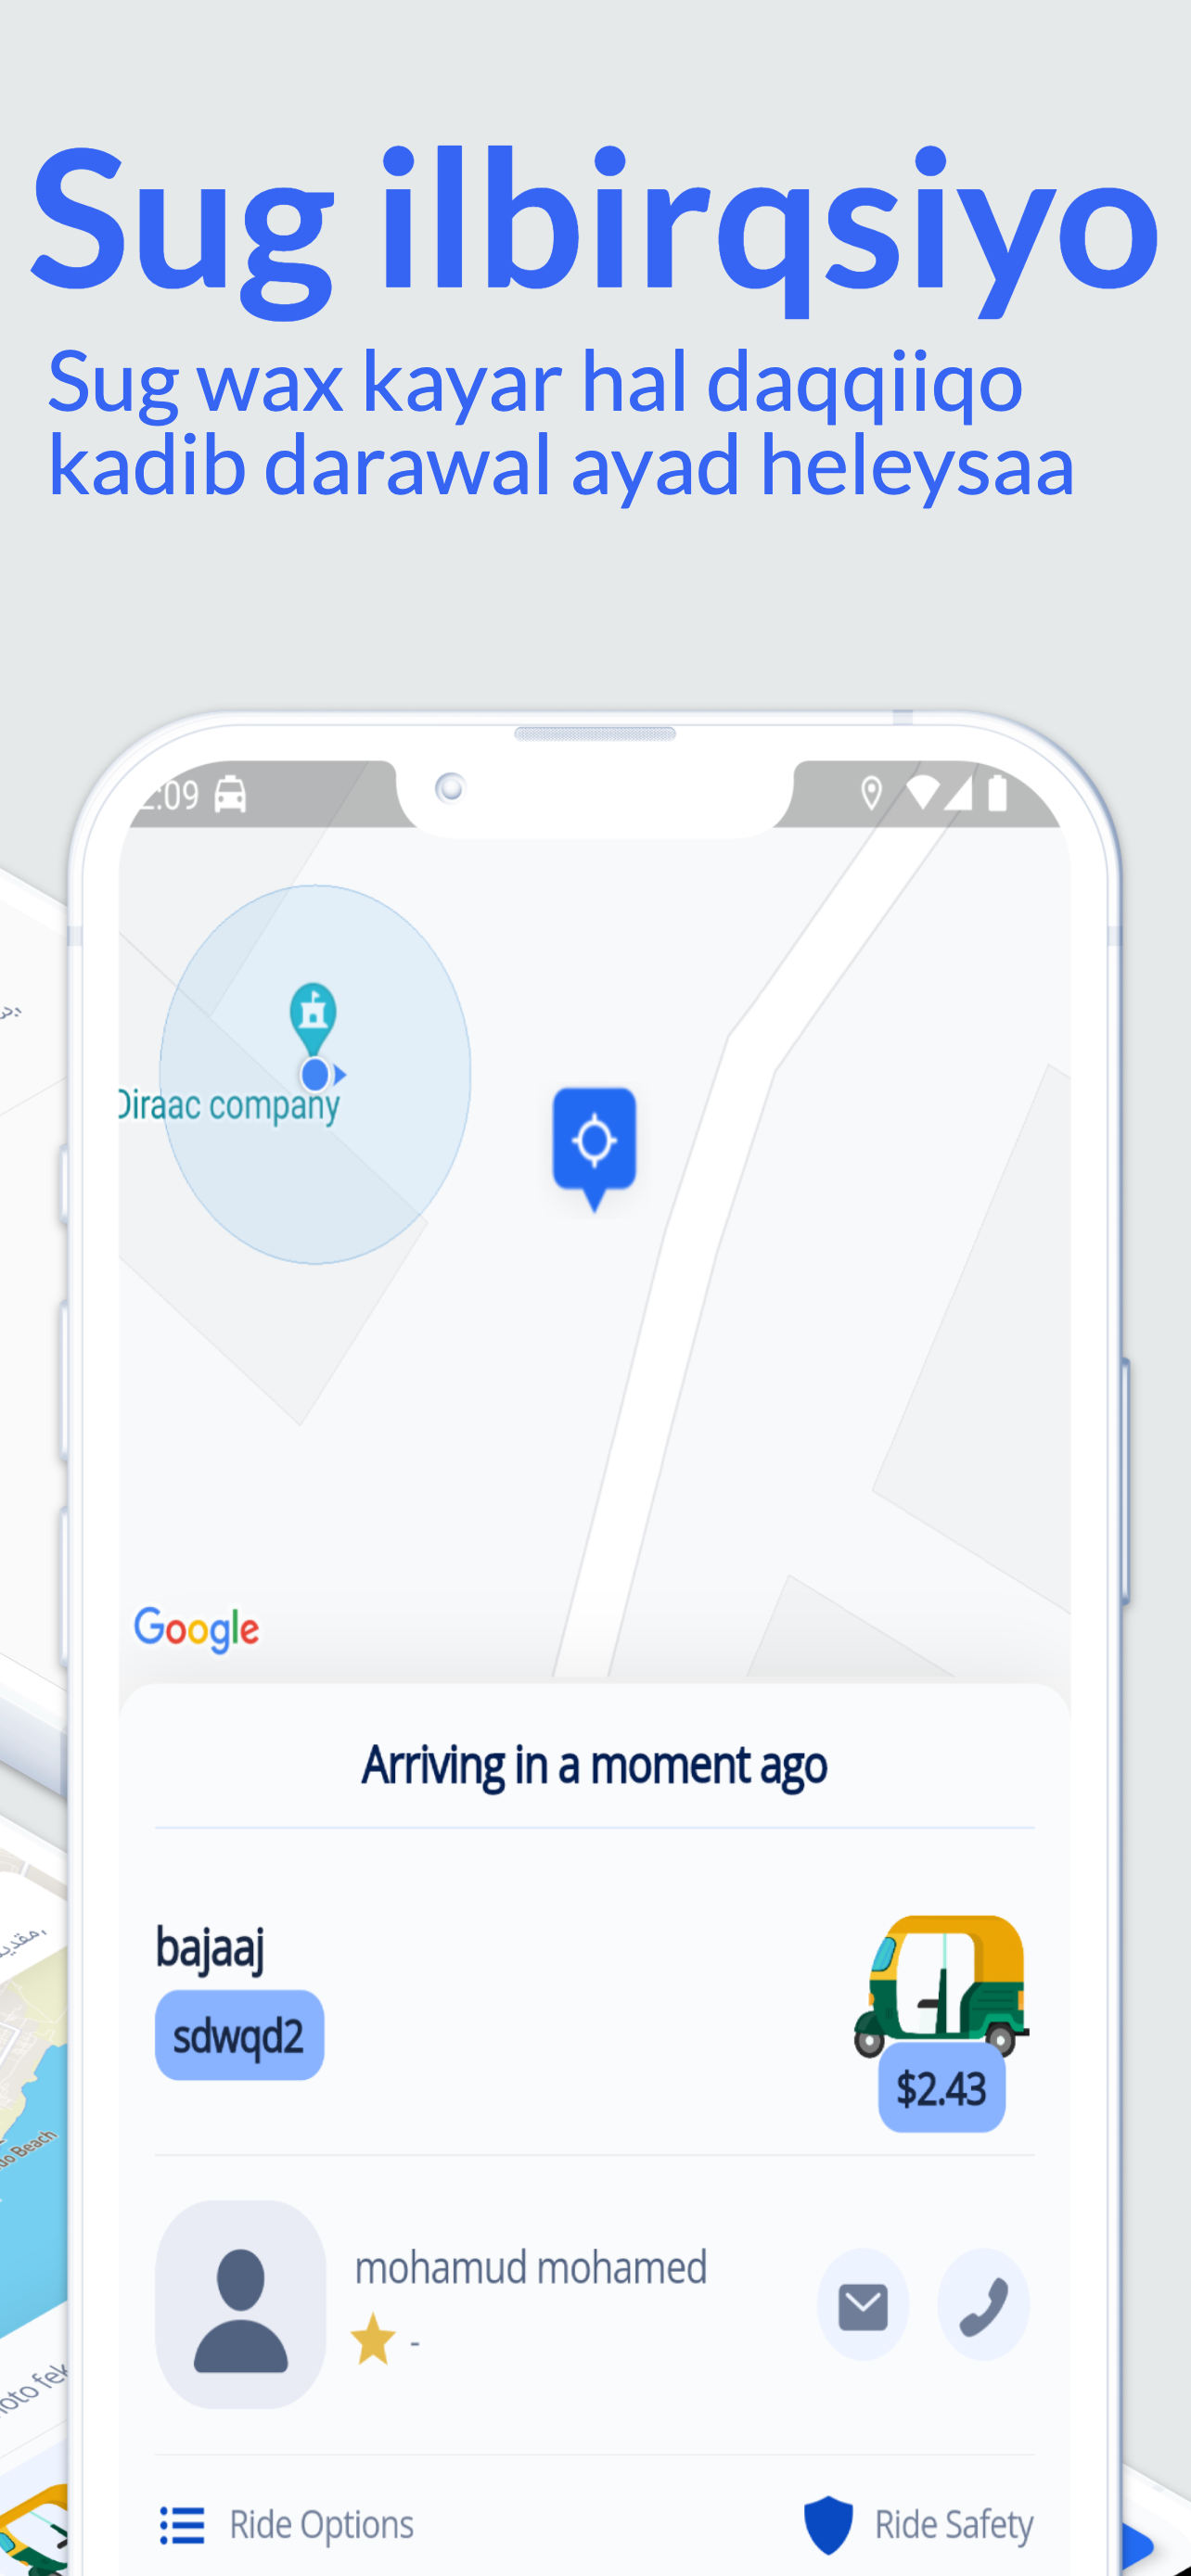 Sug ilbirqsiyo
Sug wax kayar hal daqqiiqo
kadib darawal ayad heleysaa
:09
Diraac company
Google
Arriving in a moment ago
bajaaj
sdwqd2
$2.43
mohamud mohamed
-
Ride Options
Ride Safety
Beach